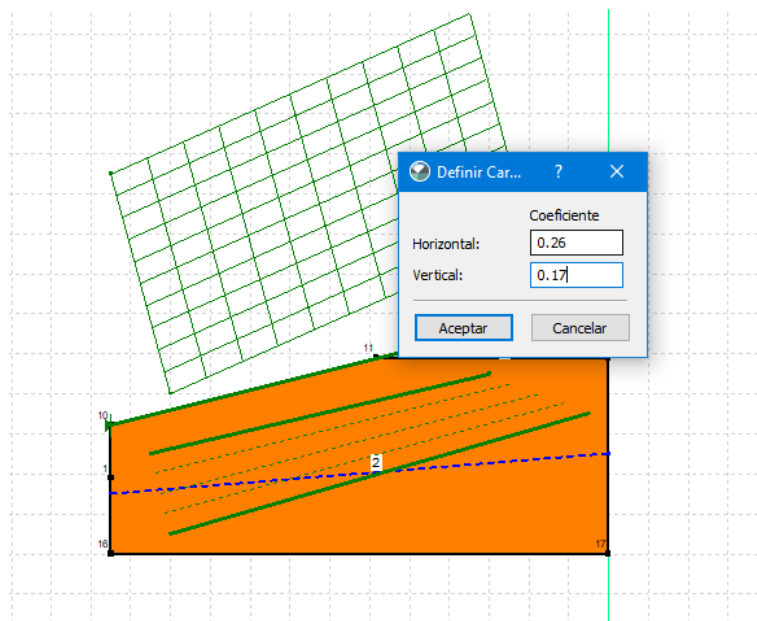 Definir Car... ?
Coeficiente
Horizontal: 0.26
Vertical: 0.17
Aceptar Cancelar
11
10
2
1
16 17